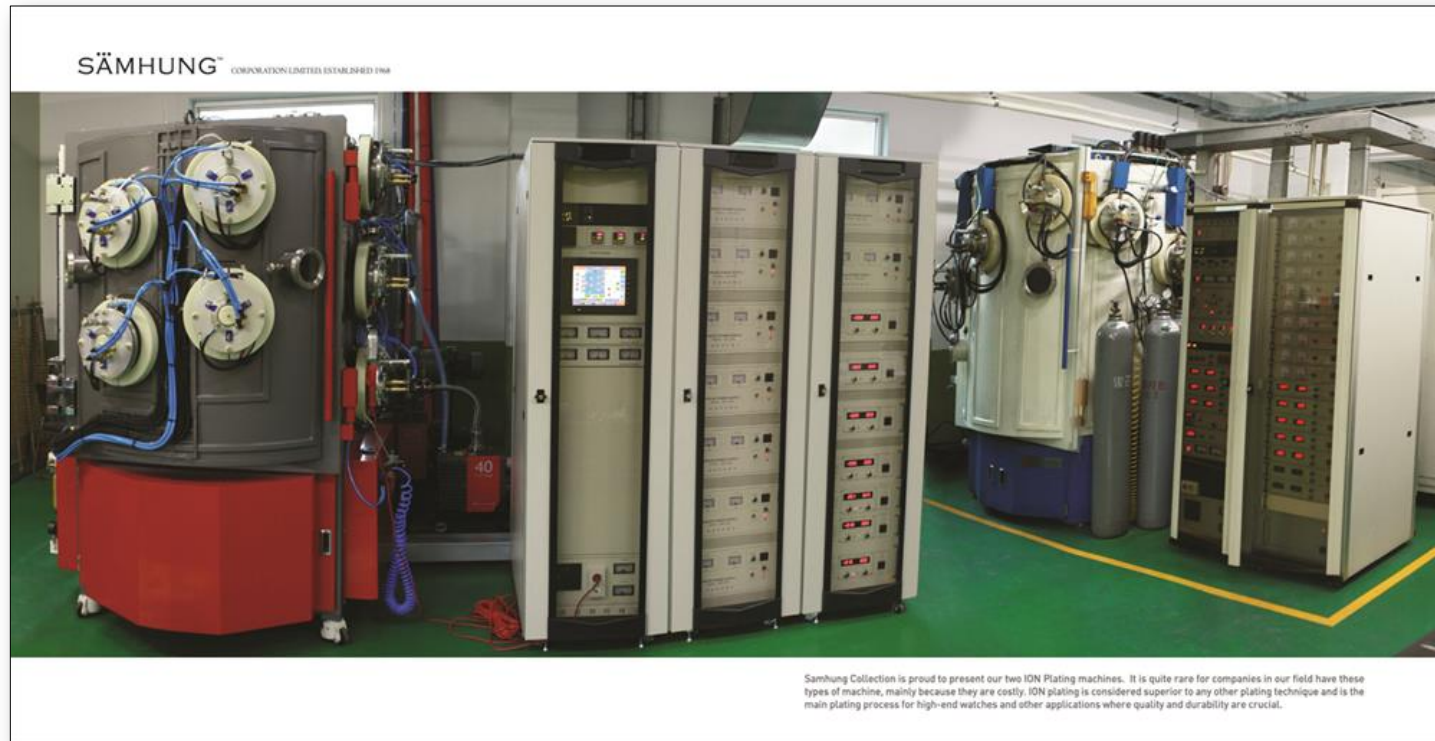 SÄMHUNG™ CORPORATION LIMITED. ESTABLISHED 1968
40
Samhung Collection is proud to present our two ION Plating machines. It is quite rare for companies in our field have these
types of machine, mainly because they are costly. ION plating is considered superior to any other plating technique and is the
main plating process for high-end watches and other applications where quality and durability are crucial.